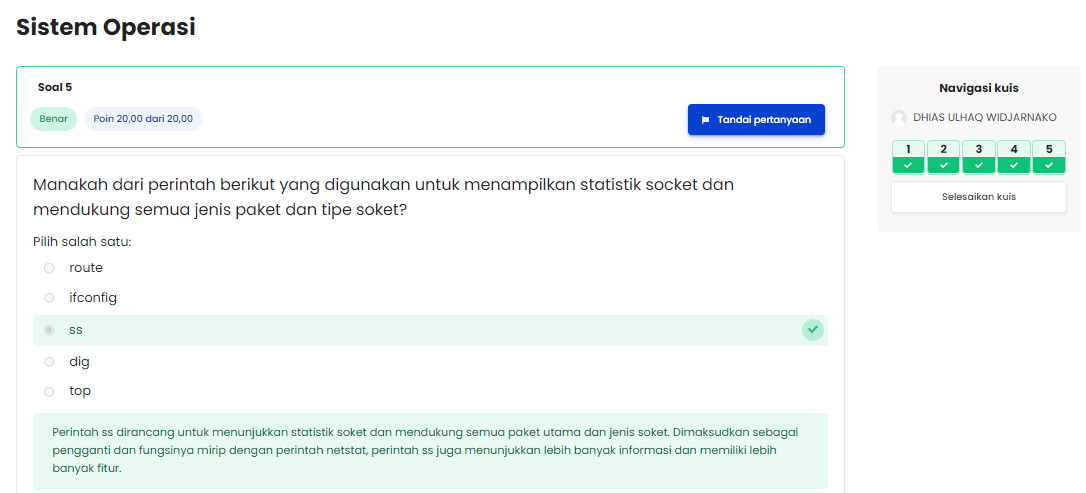 Sistem Operasi
Soal 5
Benar
Poin 20,00 dari 20,00
Tandai pertanyaan
Manakah dari perintah berikut yang digunakan untuk menampilkan statistik socket dan
mendukung semua jenis paket dan tipe soket?
Pilih salah satu:
route
ifconfig
ss
dig
top
Perintah ss dirancang untuk menunjukkan statistik soket dan mendukung semua paket utama dan jenis soket. Dimaksudkan sebagai
pengganti dan fungsinya mirip dengan perintah netstat, perintah ss juga menunjukkan lebih banyak informasi dan memiliki lebih
banyak fitur.
Navigasi kuis
DHIAS ULHAQ WIDJARNAKO
1 2 3 4 5
Selesaikan kuis